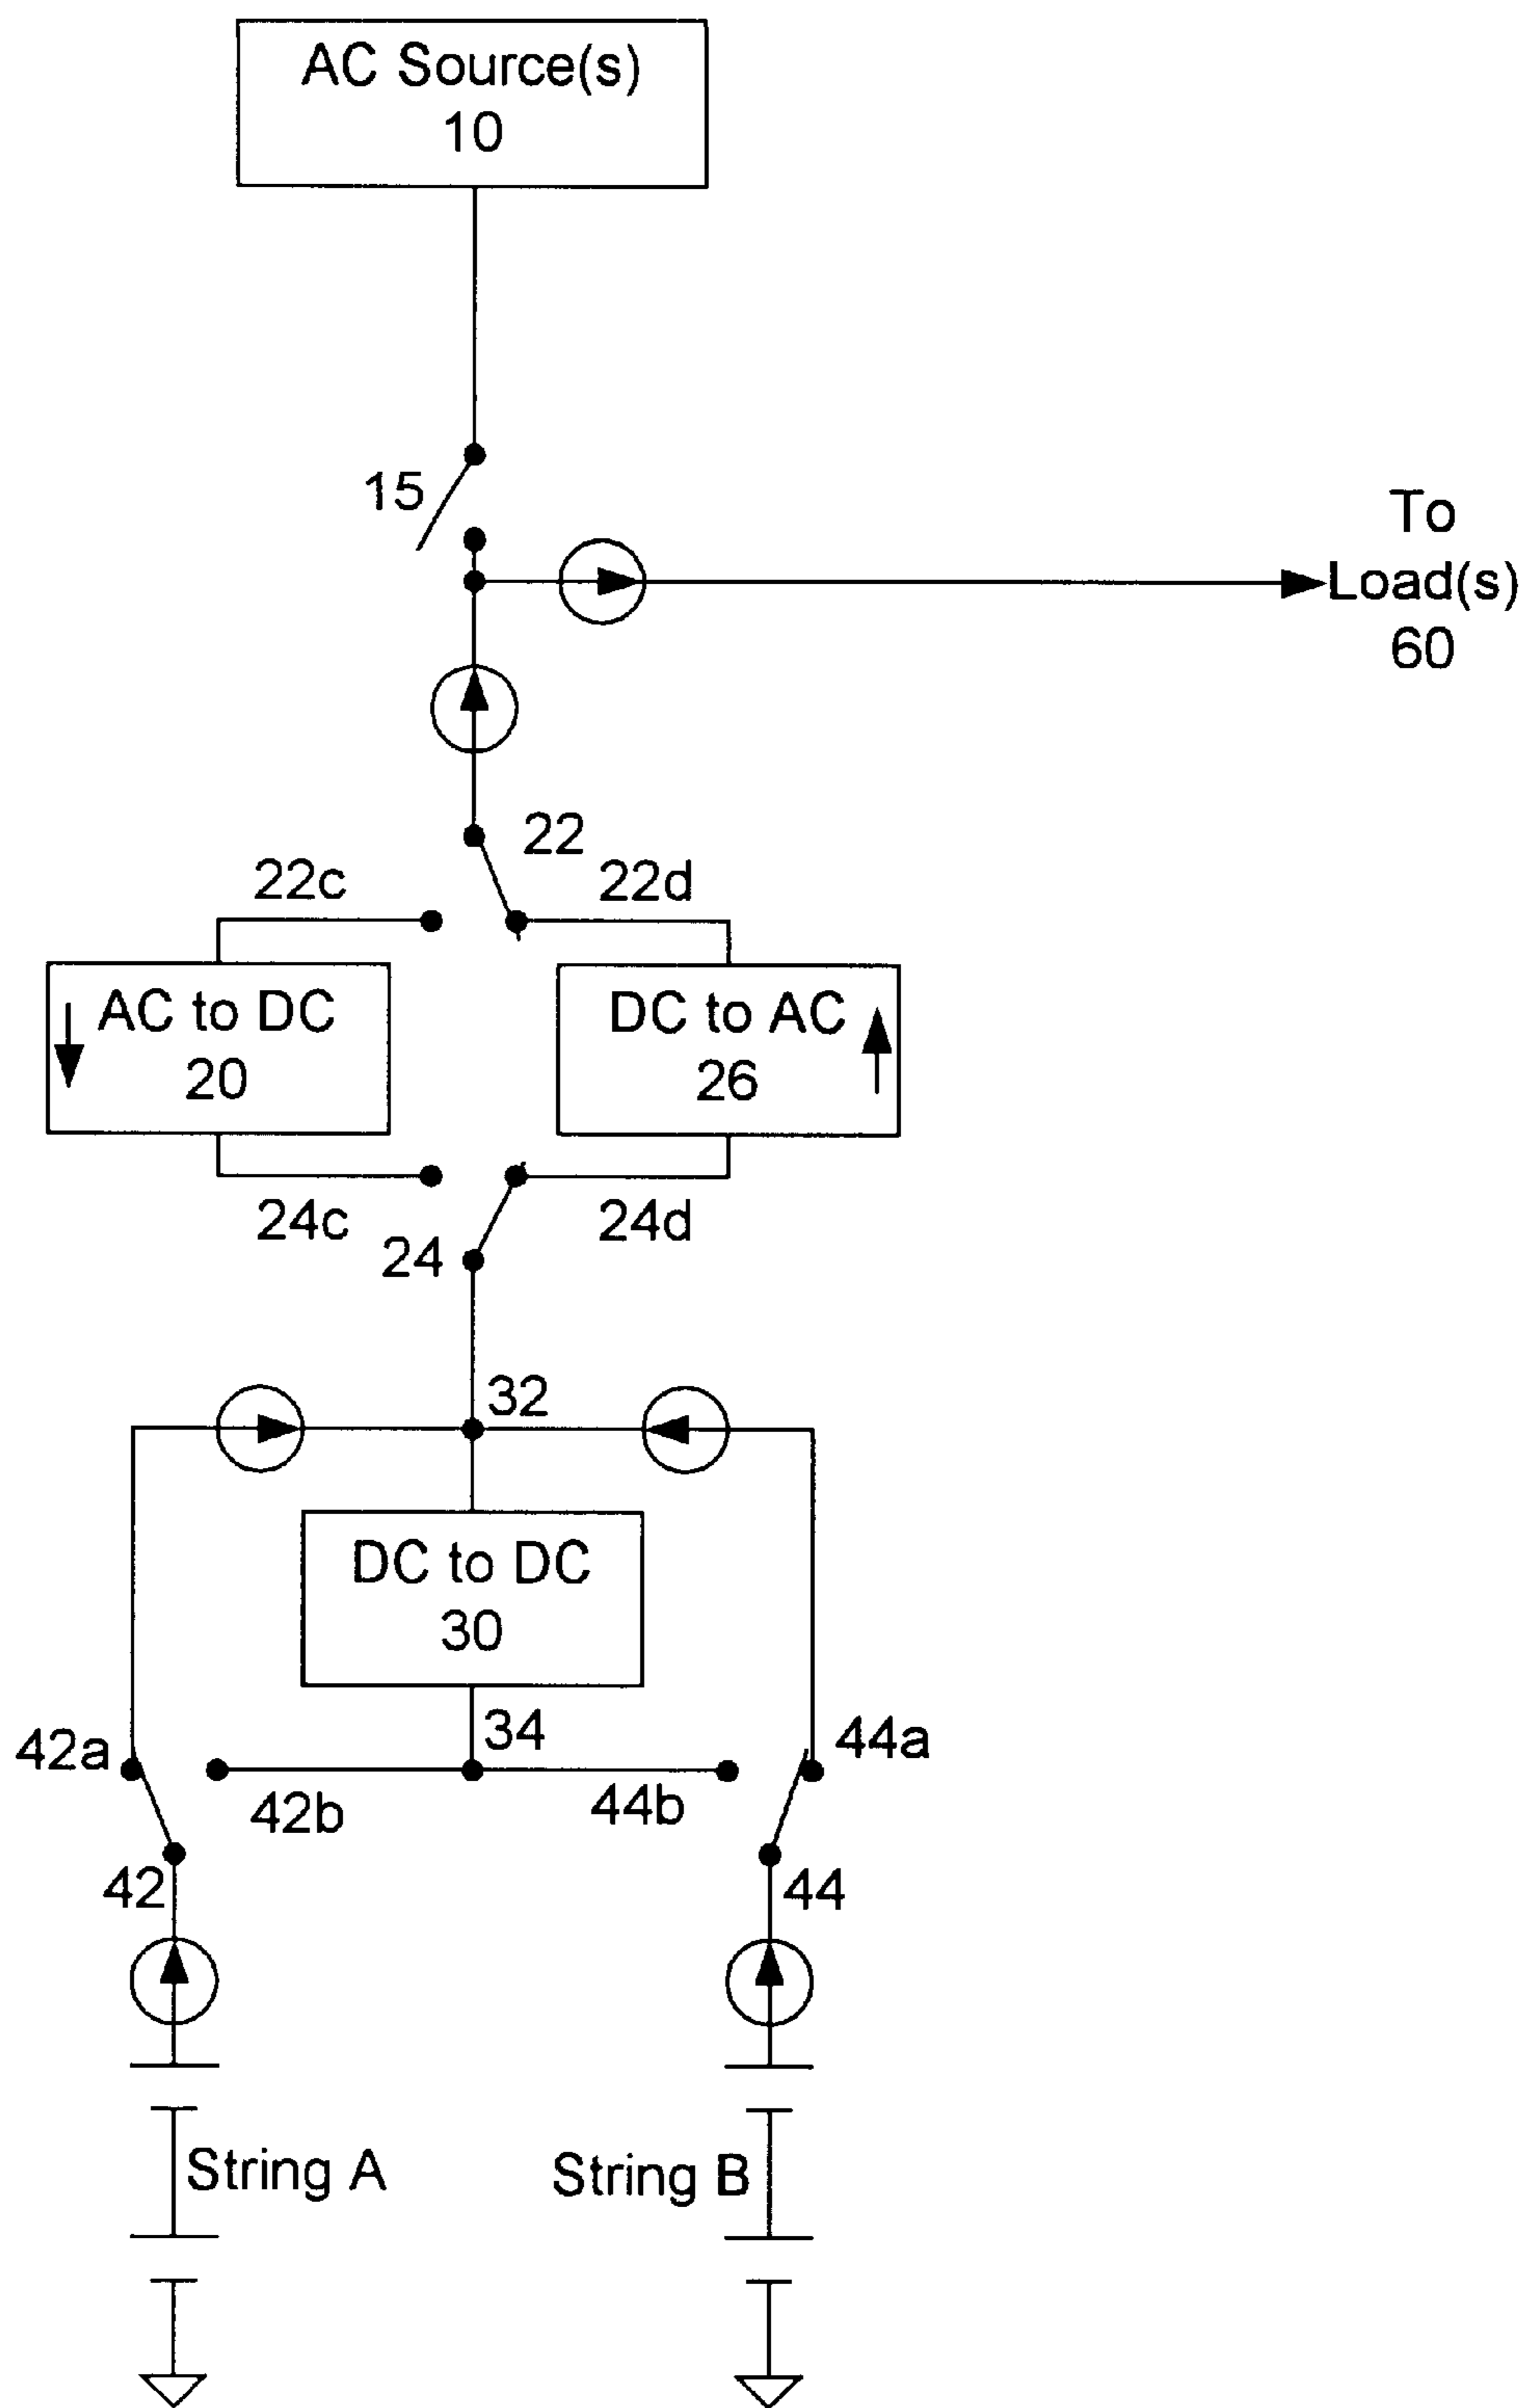 AC Source(s)
10
15
To
Load(s)
60
22
22c
22d
AC to DC
20
DC to AC
26
24c
24d
24
32
DC to DC
30
34
42a
44a
42b
44b
42
44
String A
String B